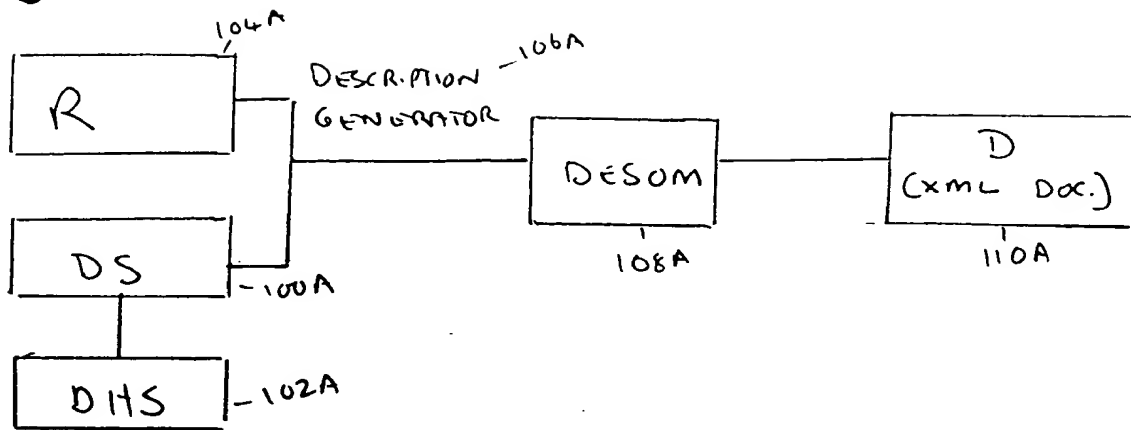 104A
R
DESCRIPTION -106A
GENERATOR
DESOM
108A
D
(XML DOC.)
110A
DS
-100A
DHS
-102A